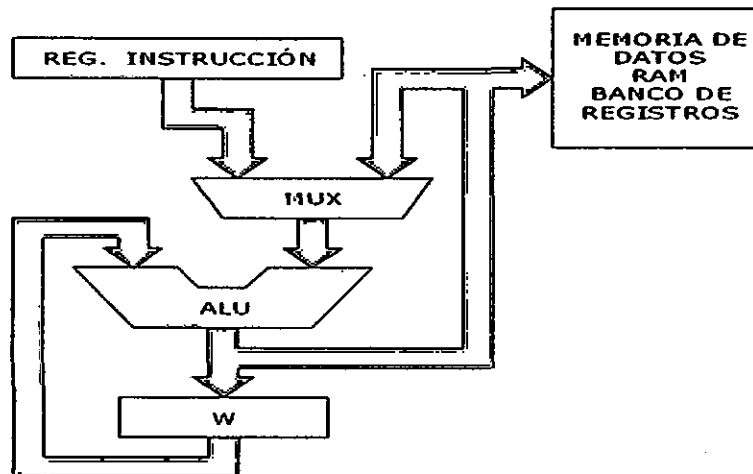 REG. INSTRUCCIÓN
MEMORIA DE
DATOS
RAM
BANCO DE
REGISTROS
MUX
ALU
W